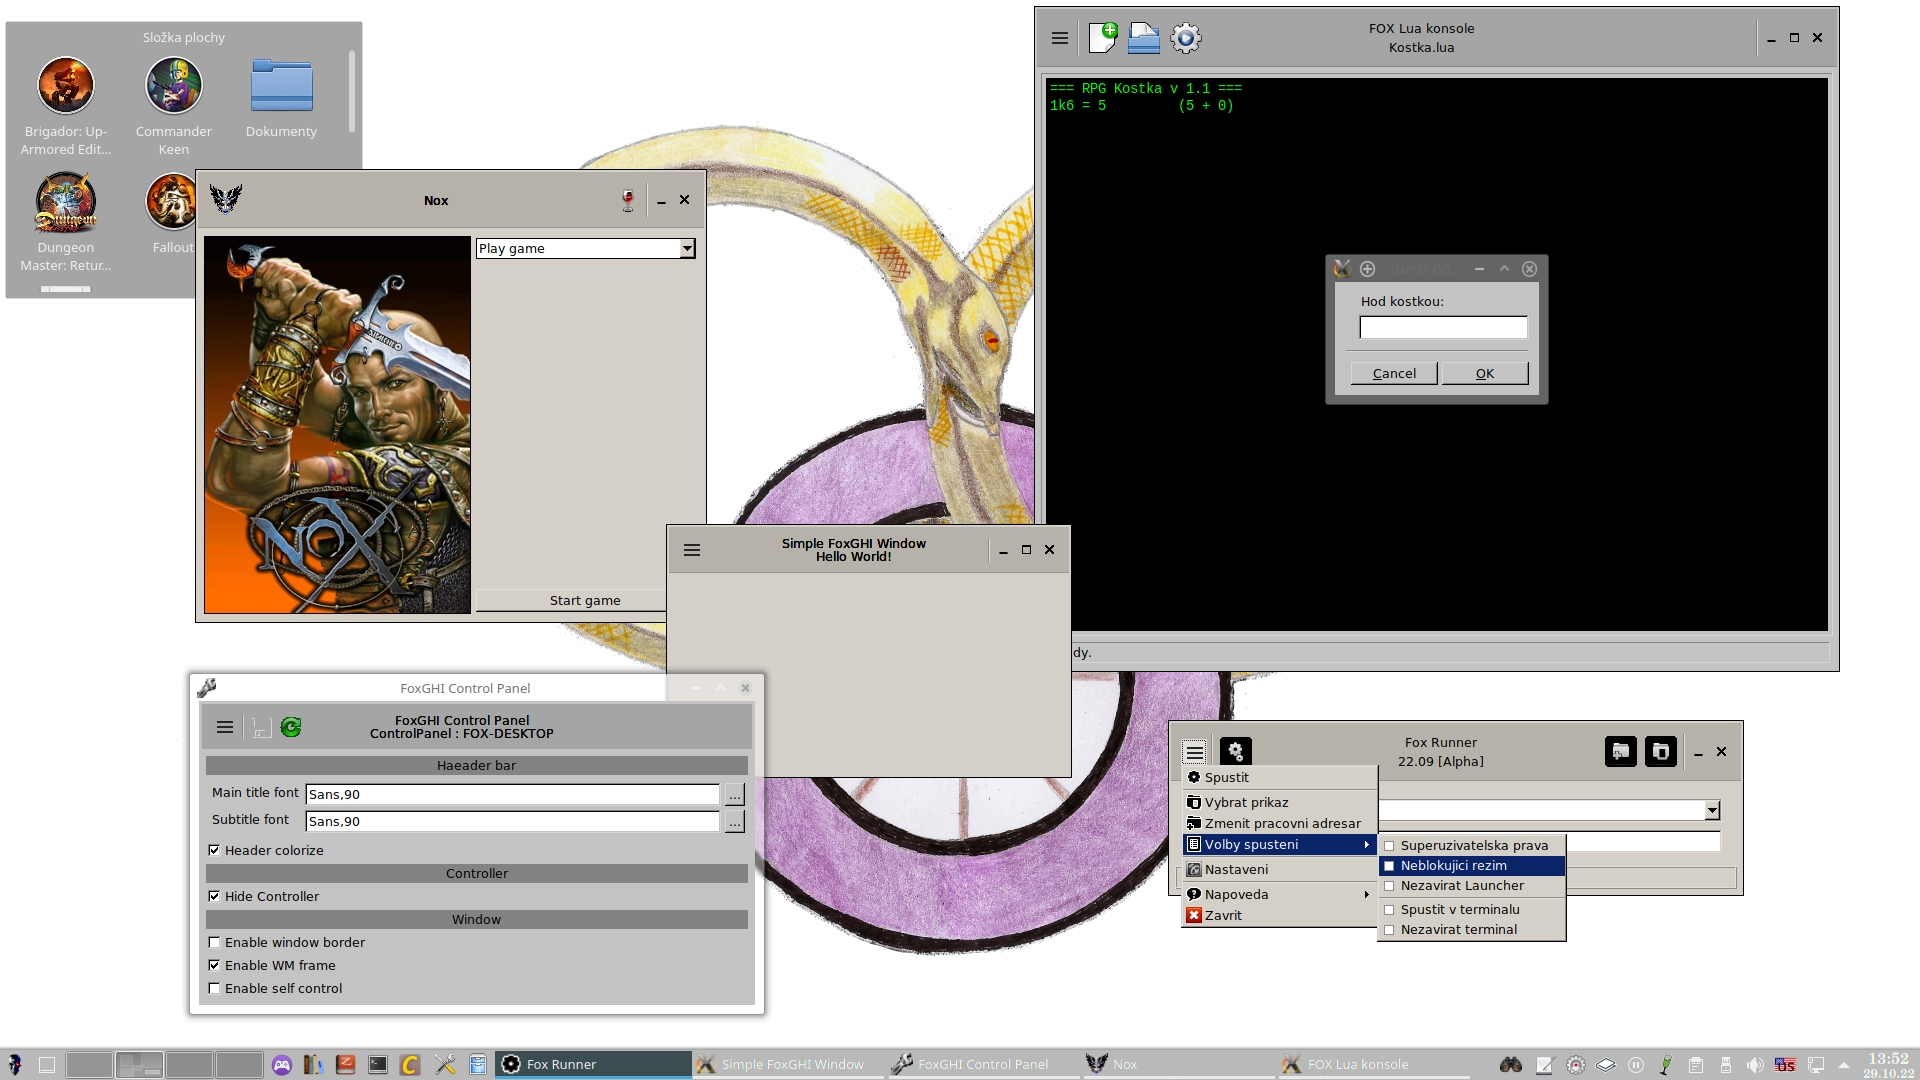 Složka plochy
Brigador: Up-
Armored Edit...
Commander
Keen
Dokumenty
Dungeon
Master: Retur...
Fallout
Nox
Play game
NOX
Start game
FOX Lua konsole
Kostka.lua
=== RPG Kostka v 1.1 ===
1k6 = 5 (5 + 0)
INPUT CO...
Hod kostkou:
Cancel
OK
dy.
Simple FoxGHI Window
Hello World!
FoxGHI Control Panel
FoxGHI Control Panel
ControlPanel : FOX-DESKTOP
Haeader bar
Main title font
Sans,90
...
Subtitle font
Sans,90
...
Header colorize
Controller
Hide Controller
Window
Enable window border
Enable WM frame
Enable self control
Fox Runner
22.09 [Alpha]
Spustit
Vybrat prikaz
Zmenit pracovni adresar
Volby spusteni
Nastaveni
Napoveda
Zavrit
Superuzivatelska prava
Neblokujici rezim
Nezavirat Launcher
Spustit v terminalu
Nezavirat terminal
Fox Runner
Simple FoxGHI Window
FoxGHI Control Panel
Nox
FOX Lua konsole
US
13:52
29.10.22